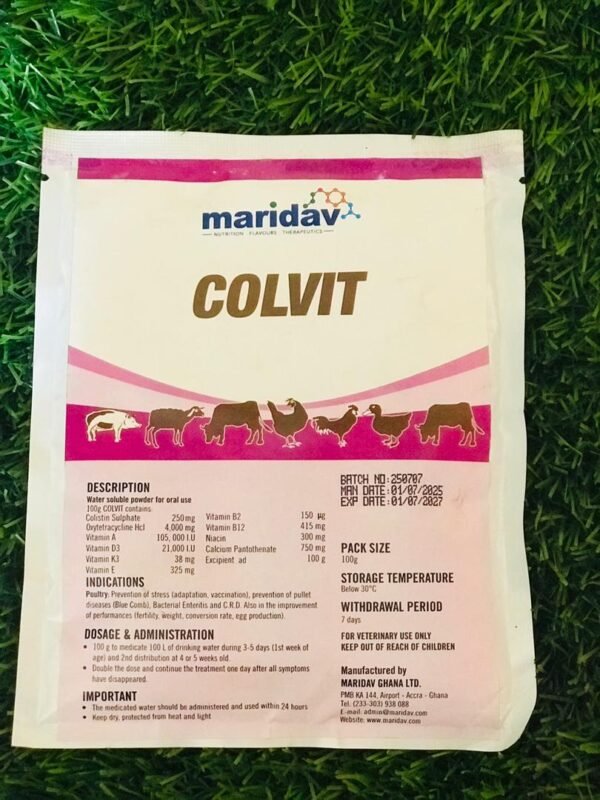 maridav
NUTRITION FLAVOURS THERAPEUTICS
COLVIT
DESCRIPTION
Water soluble powder for oral use
100g COLVIT contains:
Colistin Sulphate 250mg
Oxytetracycline Hcl 4,000 mg
Vitamin A 105, 000 I.U
Vitamin D3 21,000 I.U
Vitamin K3 38 mg
Vitamin E 325 mg
Vitamin B2 150 µg
Vitamin B12 415 mg
Niacin 300 mg
Calcium Pantothenate 750 mg
Excipient ad 100 g
INDICATIONS
Poultry: Prevention of stress (adaptation, vaccination), prevention of pullet
diseases (Blue Comb), Bacterial Enteritis and C.R.D. Also in the improvement
of performances (fertility, weight, conversion rate, egg production).
DOSAGE & ADMINISTRATION
• 100 g to medicate 100 L of drinking water during 3-5 days (1st week of
age) and 2nd distribution at 4 or 5 weeks old.
• Double the dose and continue the treatment one day after all symptoms
have disappeared.
IMPORTANT
• The medicated water should be administered and used within 24 hours
• Keep dry, protected from heat and light
BATCH NO:250707
MAN DATE:01/07/2025
EXP DATE:01/07/2027
PACK SIZE
100g
STORAGE TEMPERATURE
Below 30°C
WITHDRAWAL PERIOD
7 days
FOR VETERINARY USE ONLY
KEEP OUT OF REACH OF CHILDREN
Manufactured by
MARIDAV GHANA LTD.
PMB KA 144, Airport - Accra - Ghana
Tel: (233-303) 938 088
E-mail: admin@maridav.com
Website: www.maridav.com